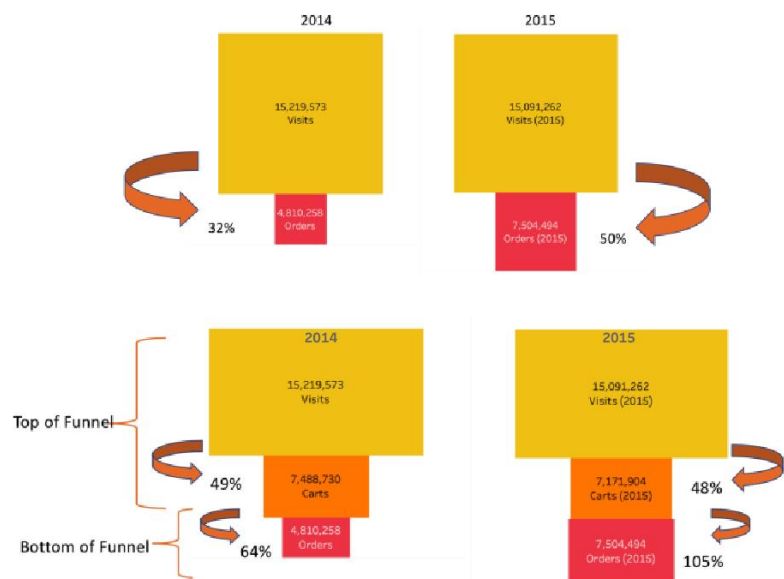 2014
2015
15,219,573
Visits
15,091,262
Visits (2015)
4,810,258
Orders
32%
7,504,494
Orders (2015)
50%
2014
2015
15,219,573
Visits
15,091,262
Visits (2015)
Top of Funnel
49%
7,488,730
Carts
7,171,904
Carts (2015)
48%
Bottom of Funnel
64%
4,810,258
Orders
7,504,494
Orders (2015)
105%